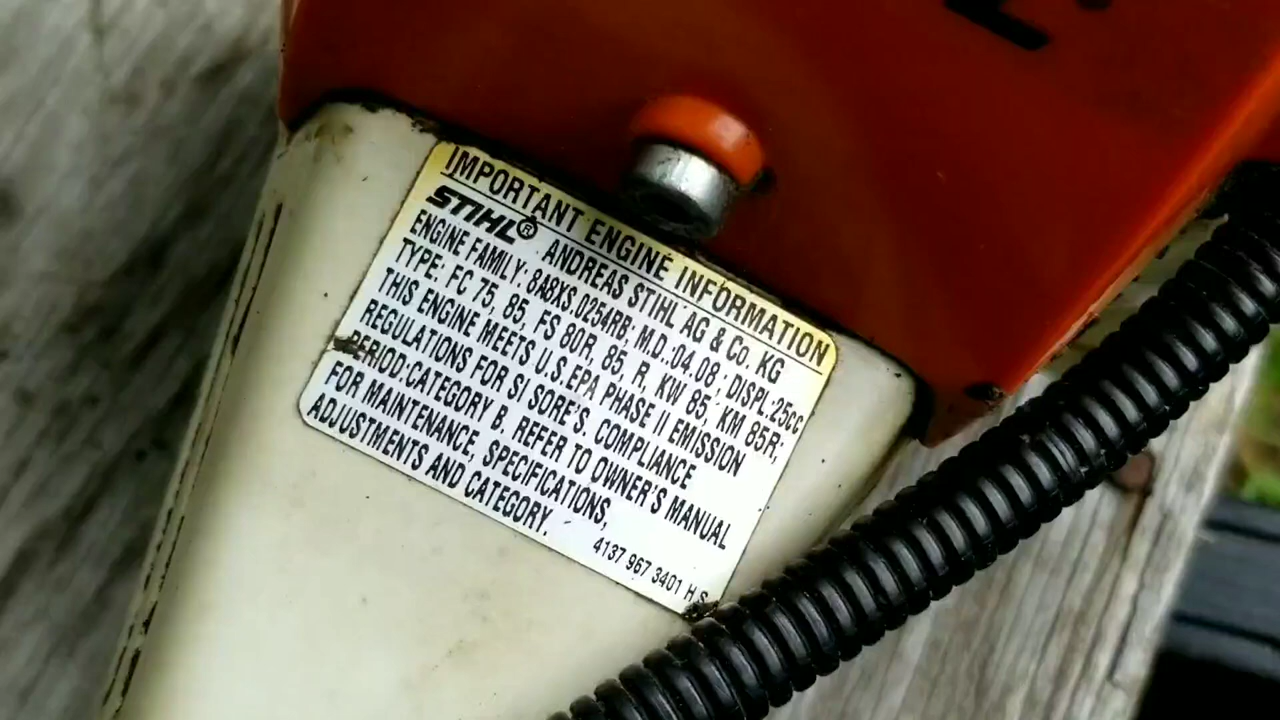 IMPORTANT ENGINE INFORMATION
STIHL® ANDREAS STIHL AG & Co. KG
ENGINE FAMILY: 8A8XS.0254RB, M.D.:04.08 ; DISPL:25cc
TYPE: FC 75, 85, FS 80R, 85, R, KW 85, KM 85R;
THIS ENGINE MEETS U.S.EPA PHASE II EMISSION
REGULATIONS FOR SI SORE'S. COMPLIANCE
PERIOD:CATEGORY B. REFER TO OWNER'S MANUAL
FOR MAINTENANCE, SPECIFICATIONS,
ADJUSTMENTS AND CATEGORY.
4137 967 3401 H S